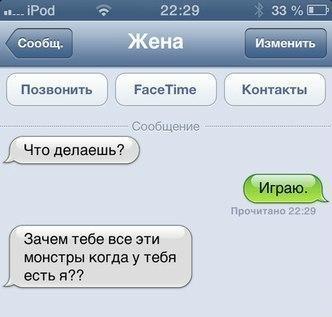 iPod 22:29 33 %
Сообщ. Жена Изменить
Позвонить FaceTime Контакты
Сообщение
Что делаешь?
Играю.
Прочитано 22:29
Зачем тебе все эти
монстры когда у тебя
есть я??